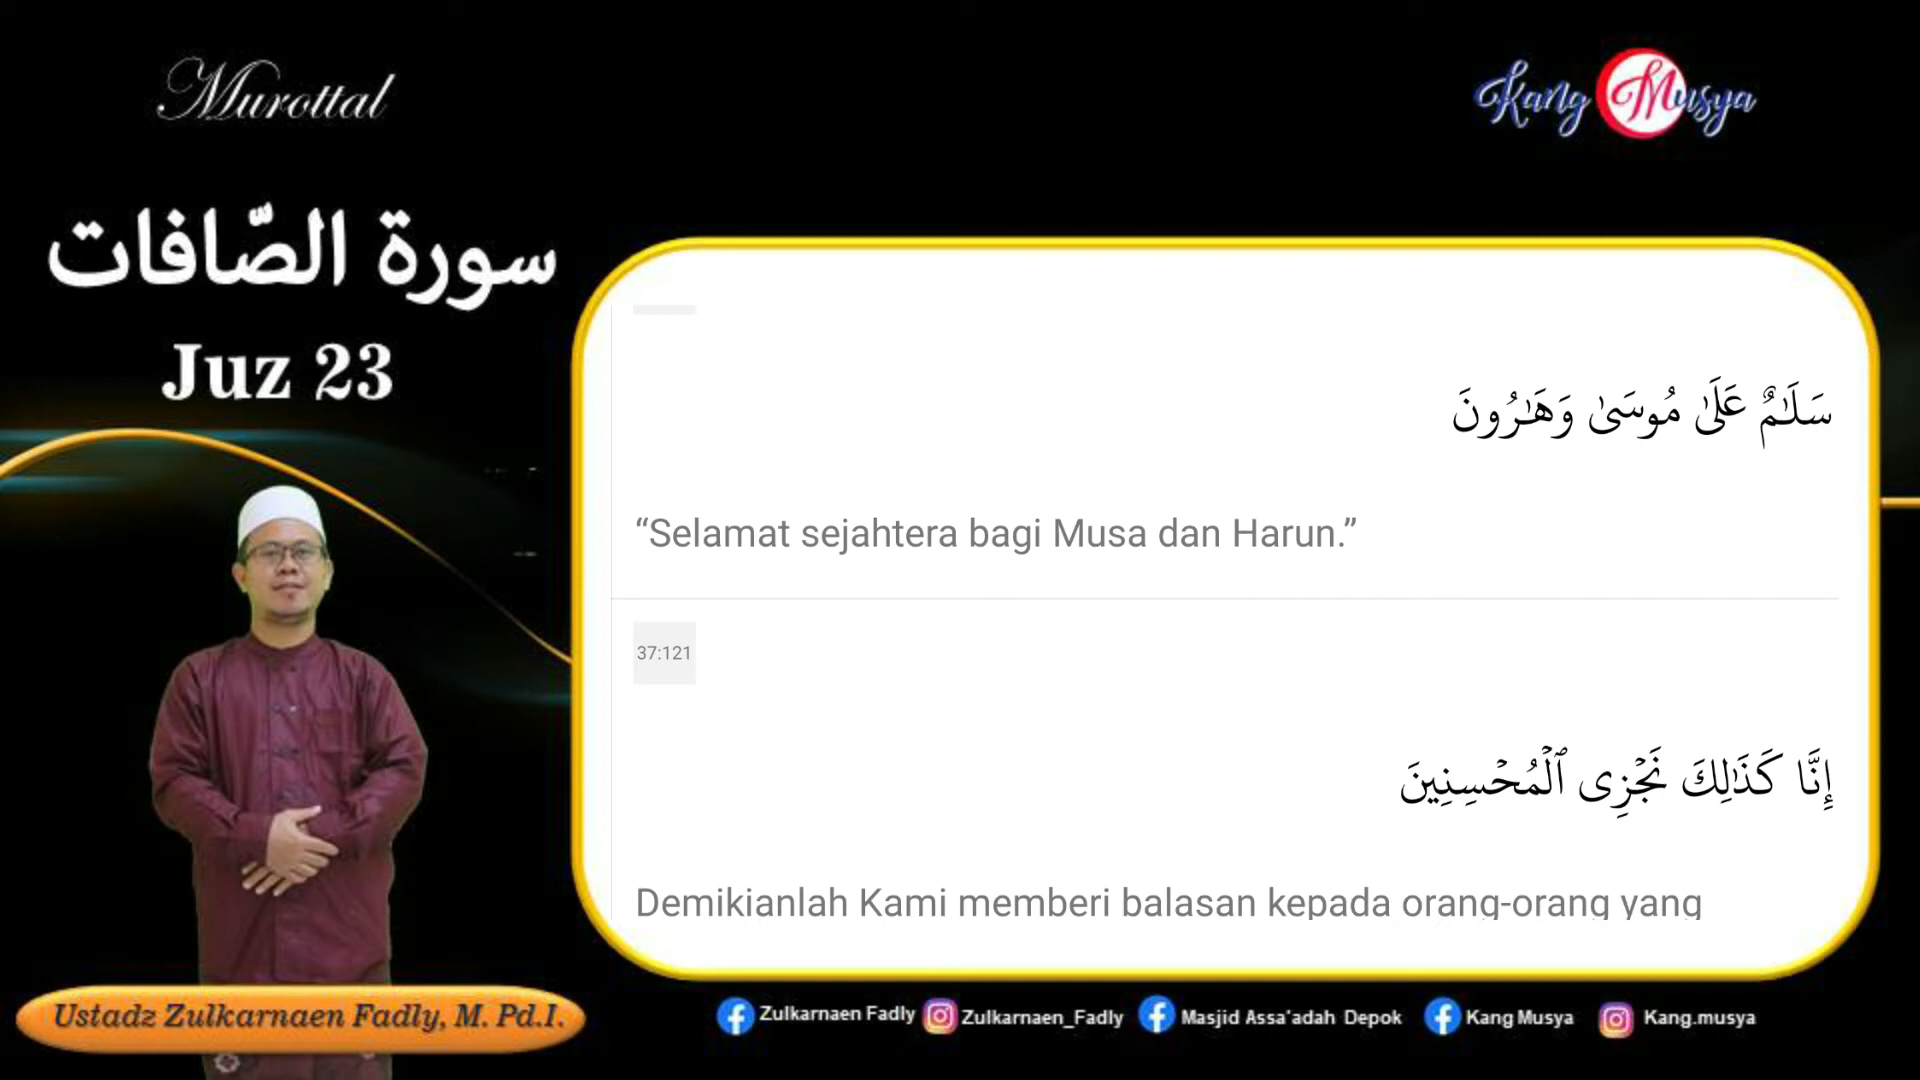 Murottal
Kang Musya
سورة الصّافات
Juz 23
سَلَـٰمٌ عَلَىٰ مُوسَىٰ وَهَـٰرُونَ
“Selamat sejahtera bagi Musa dan Harun.”
37:121
إِنَّا كَذَٰلِكَ نَجْزِى ٱلْمُحْسِنِينَ
Demikianlah Kami memberi balasan kepada orang-orang yang
Ustadz Zulkarnaen Fadly, M. Pd.I.
Zulkarnaen Fadly Zulkarnaen_Fadly Masjid Assa'adah Depok Kang Musya Kang.musya